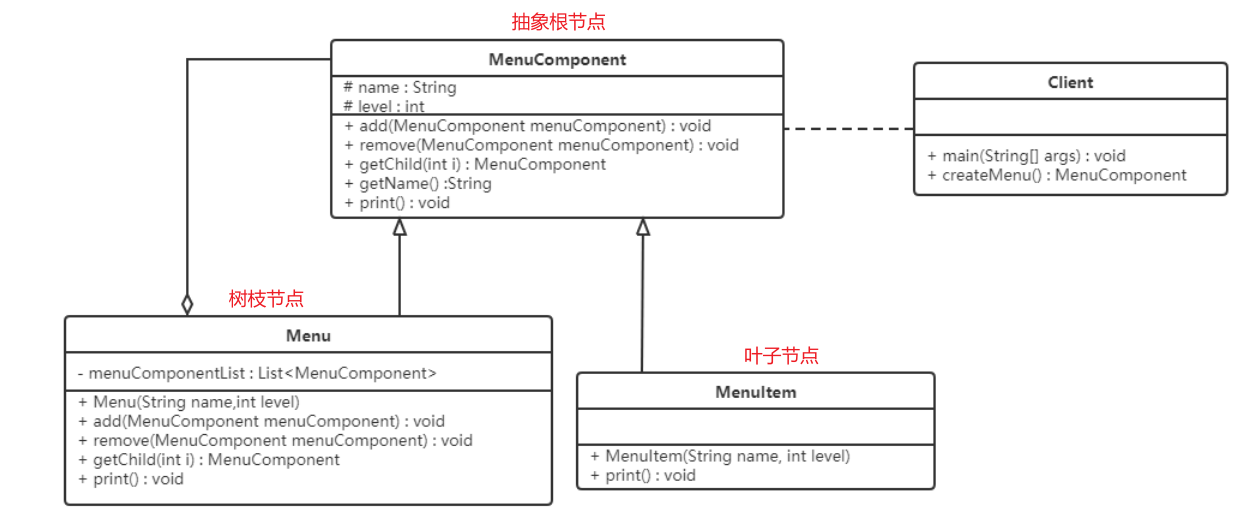 抽象根节点
MenuComponent
# name : String
# level : int
+ add(MenuComponent menuComponent) : void
+ remove(MenuComponent menuComponent) : void
+ getChild(int i) : MenuComponent
+ getName() :String
+ print() : void
Client
+ main(String[] args) : void
+ createMenu() : MenuComponent
树枝节点
Menu
- menuComponentList : List<MenuComponent>
+ Menu(String name,int level)
+ add(MenuComponent menuComponent) : void
+ remove(MenuComponent menuComponent) : void
+ getChild(int i) : MenuComponent
+ print() : void
叶子节点
MenuItem
+ MenuItem(String name, int level)
+ print() : void